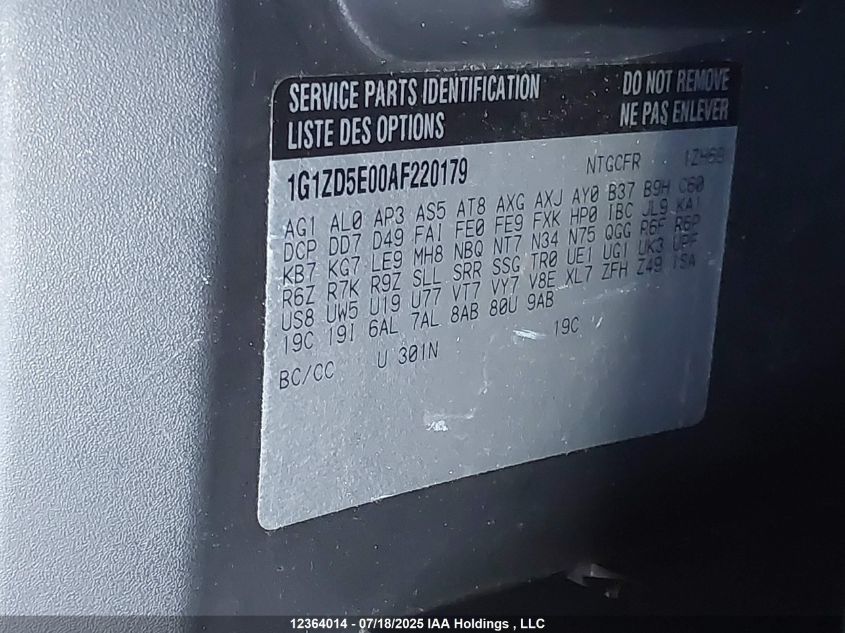 SERVICE PARTS IDENTIFICATION DO NOT REMOVE
LISTE DES OPTIONS NE PAS ENLEVER
1G1ZD5E00AF220179 NTGCFR 1ZH69
AG1 AL0 AP3 AS5 AT8 AXG AXJ AY0 B37 B9H C60
DCP DD7 D49 FAI FE0 FE9 FXK HP0 IBC JL9 KA1
KB7 KG7 LE9 MH8 NBQ NT7 N34 N75 QGG R6F R6P
R6Z R7K R9Z SLL SRR SSG TR0 UE1 UG1 UK3 UPF
US8 UW5 U19 U77 VT7 VY7 V8E XL7 ZFH Z49 1SA
19C 19I 6AL 7AL 8AB 80U 9AB
BC/CC U 301N 19C
12364014 - 07/18/2025 IAA Holdings , LLC